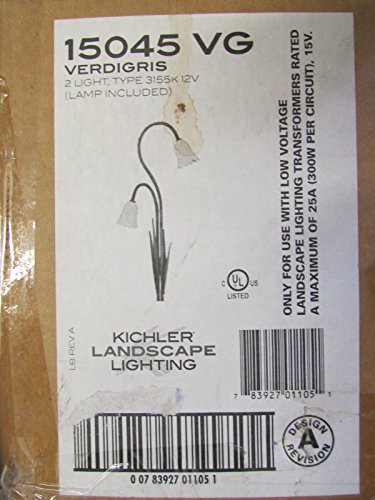 15045 VG
VERDIGRIS
2 LIGHT, TYPE 3155K 12V
(LAMP INCLUDED)
ONLY FOR USE WITH LOW VOLTAGE
LANDSCAPE LIGHTING TRANSFORMERS RATED
A MAXIMUM OF 25A (300W PER CIRCUIT), 15V.
C UL US
LISTED
LB REV A
KICHLER
LANDSCAPE
LIGHTING
7 83927 01105 1
DESIGN
A
REVISION
0 07 83927 01105 1